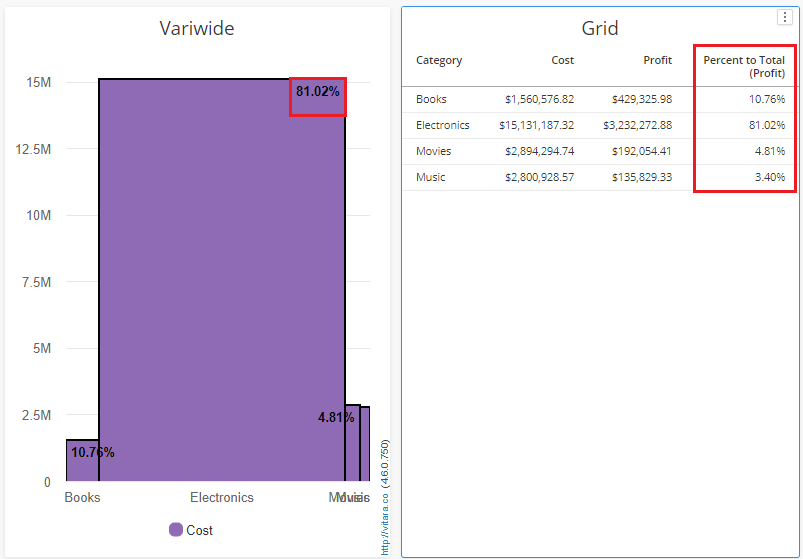 Variwide
15M
12.5M
10M
7.5M
5M
2.5M
0
81.02%
4.81%
10.76%
Books Electronics Movies Music
Cost
http://vitara.co (4.6.0.750)
Grid
Category Cost Profit Percent to Total
(Profit)
Books $1,560,576.82 $429,325.98 10.76%
Electronics $15,131,187.32 $3,232,272.88 81.02%
Movies $2,894,294.74 $192,054.41 4.81%
Music $2,800,928.57 $135,829.33 3.40%